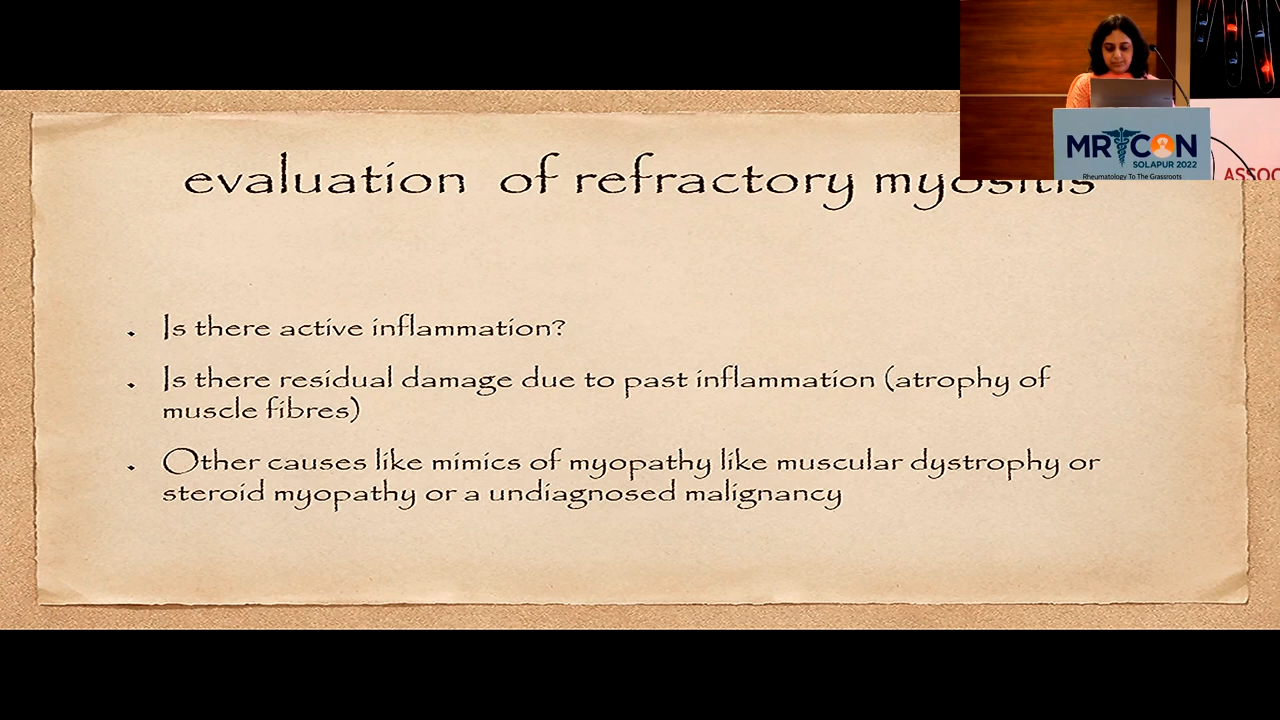 evaluation of refractory myositis
Is there active inflammation?
Is there residual damage due to past inflammation (atrophy of
muscle fibres)
Other causes like mimics of myopathy like muscular dystrophy or
steroid myopathy or a undiagnosed malignancy
MR CON
SOLAPUR 2022
Rheumatology To The Grassroots
ASSOC